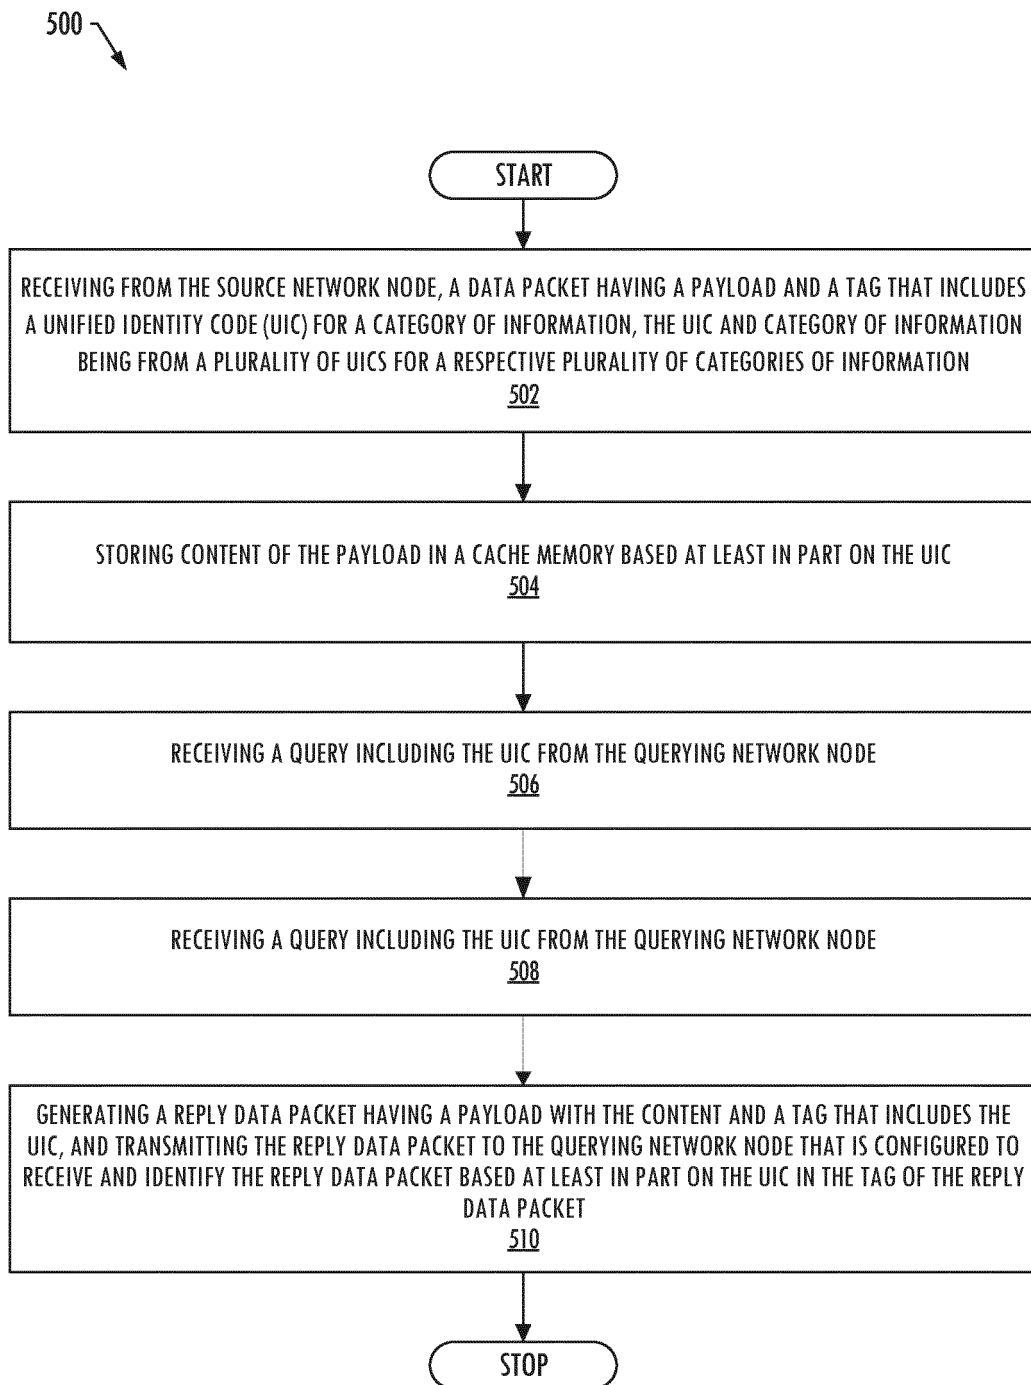 500
START
RECEIVING FROM THE SOURCE NETWORK NODE, A DATA PACKET HAVING A PAYLOAD AND A TAG THAT INCLUDES
A UNIFIED IDENTITY CODE (UIC) FOR A CATEGORY OF INFORMATION, THE UIC AND CATEGORY OF INFORMATION
BEING FROM A PLURALITY OF UICS FOR A RESPECTIVE PLURALITY OF CATEGORIES OF INFORMATION
502
STORING CONTENT OF THE PAYLOAD IN A CACHE MEMORY BASED AT LEAST IN PART ON THE UIC
504
RECEIVING A QUERY INCLUDING THE UIC FROM THE QUERYING NETWORK NODE
506
RECEIVING A QUERY INCLUDING THE UIC FROM THE QUERYING NETWORK NODE
508
GENERATING A REPLY DATA PACKET HAVING A PAYLOAD WITH THE CONTENT AND A TAG THAT INCLUDES THE
UIC, AND TRANSMITTING THE REPLY DATA PACKET TO THE QUERYING NETWORK NODE THAT IS CONFIGURED TO
RECEIVE AND IDENTIFY THE REPLY DATA PACKET BASED AT LEAST IN PART ON THE UIC IN THE TAG OF THE REPLY
DATA PACKET
510
STOP